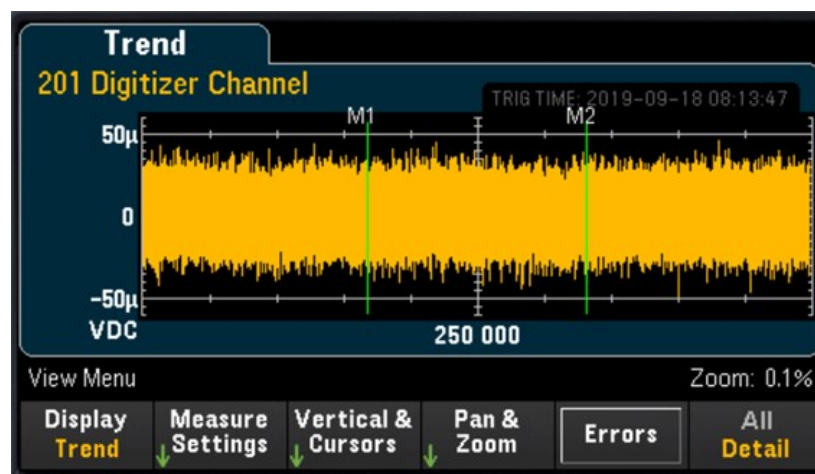 Trend
201 Digitizer Channel
TRIG TIME: 2019-09-18 08:13:47
M1 M2
50µ
0
-50µ
VDC 250 000
View Menu Zoom: 0.1%
Display Measure Vertical & Pan & Errors All
Trend Settings Cursors Zoom Detail